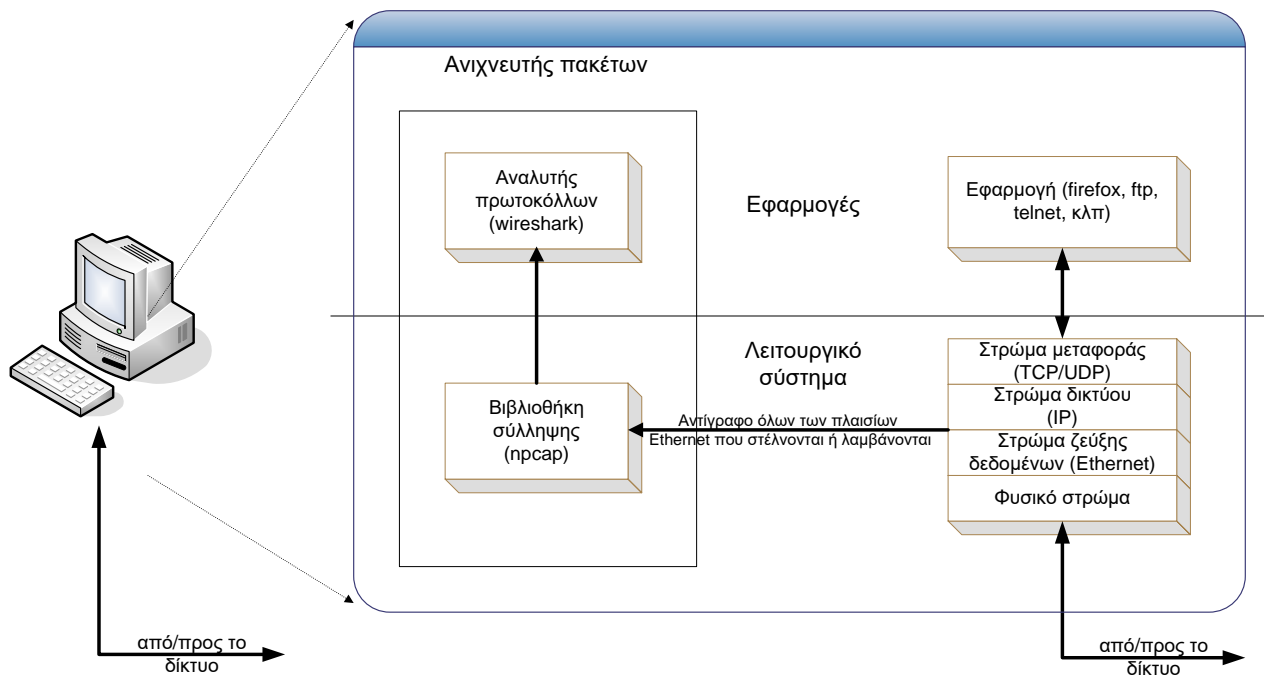 Ανιχνευτής πακέτων
Αναλυτής
πρωτοκόλλων
(wireshark)
Εφαρμογές
Εφαρμογή (firefox, ftp,
telnet, κλπ)
Λειτουργικό
σύστημα
Στρώμα μεταφοράς
(TCP/UDP)
Στρώμα δικτύου
(IP)
Στρώμα ζεύξης
δεδομένων (Ethernet)
Φυσικό στρώμα
Βιβλιοθήκη
σύλληψης
(npcap)
Αντίγραφο όλων των πλαισίων
Ethernet που στέλνονται ή λαμβάνονται
από/προς το
δίκτυο
από/προς το
δίκτυο